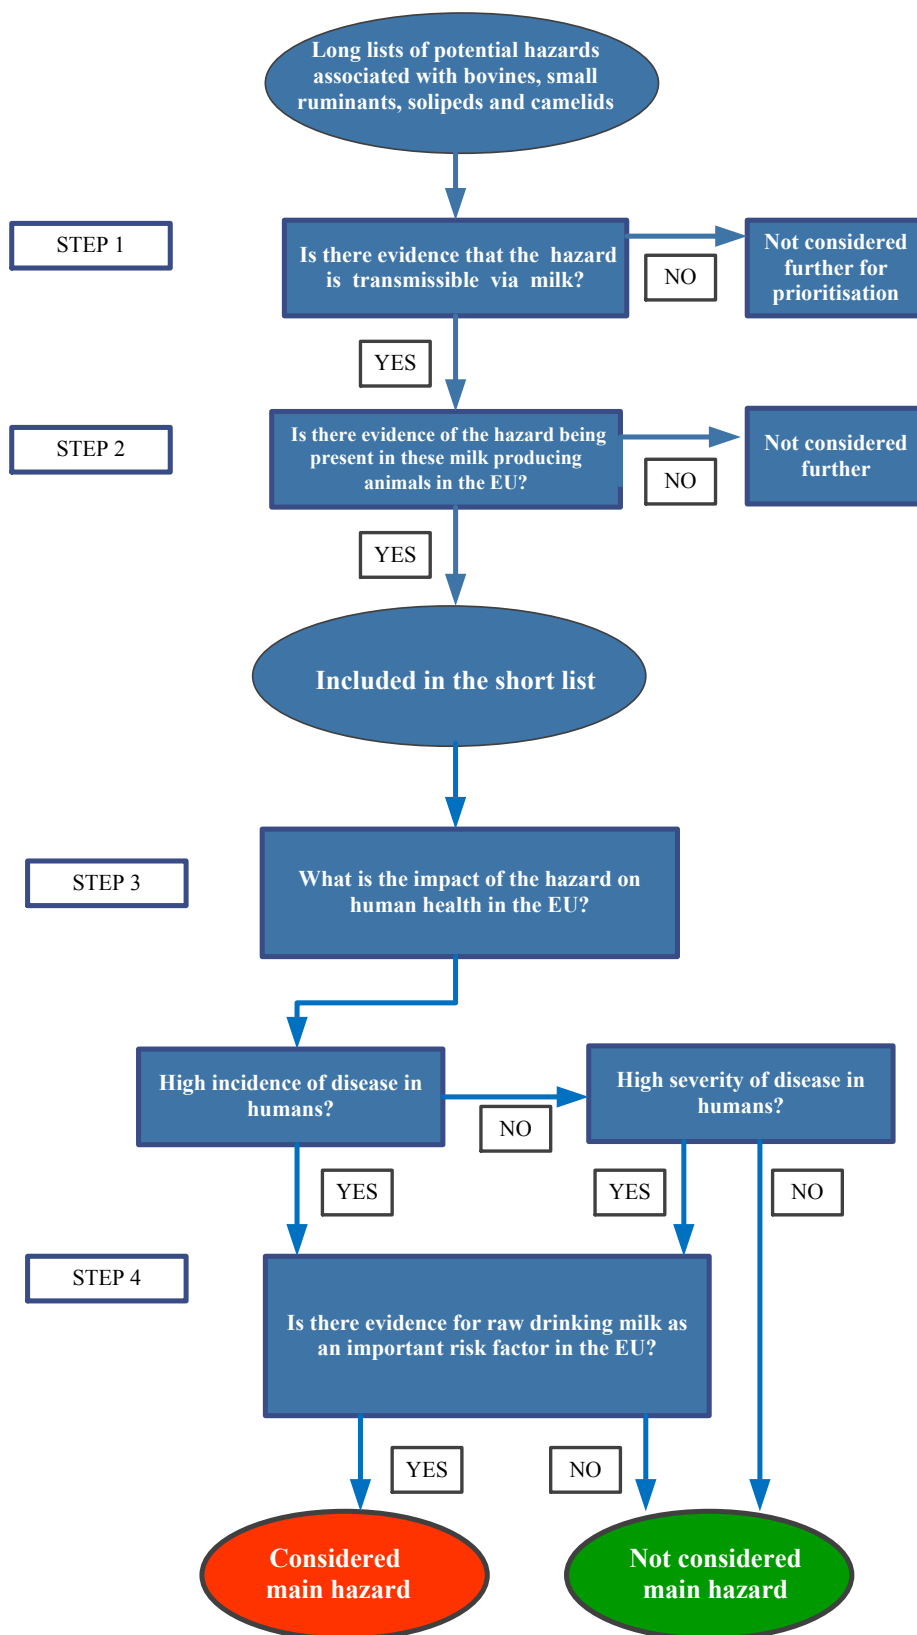 Long lists of potential hazards
associated with bovines, small
ruminants, solipeds and camelids
STEP 1
Is there evidence that the hazard
is transmissible via milk?
NO
Not considered
further for
prioritisation
YES
STEP 2
Is there evidence of the hazard being
present in these milk producing
animals in the EU?
NO
Not considered
further
YES
Included in the short list
STEP 3
What is the impact of the hazard on
human health in the EU?
High incidence of disease in
humans?
NO
High severity of disease in
humans?
YES
YES
NO
STEP 4
Is there evidence for raw drinking milk as
an important risk factor in the EU?
YES
NO
Considered
main hazard
Not considered
main hazard